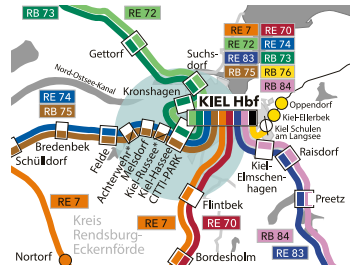 RB 73
RE 72
Gettorf
Suchs-
dorf
RE 7
RE 70
RE 72
RE 74
RE 83
RB 73
RB 75
RB 76
RB 84
Nord-Ostsee-Kanal
Kronshagen
KIEL Hbf
Oppendorf
Kiel-Ellerbek
Kiel Schulen
am Langsee
RE 74
RB 75
Bredenbek
Schülldorf
Felde
Achterwehr*
Melsdorf
Kiel-Russee*
Kiel-Hassee
CITTI-PARK
Kiel-
Elmschen-
hagen
Raisdorf
Preetz
Flintbek
RE 7
Kreis
Rendsburg-
Eckernförde
RE 7
RE 70
RB 84
RE 83
Nortorf
Bordesholm